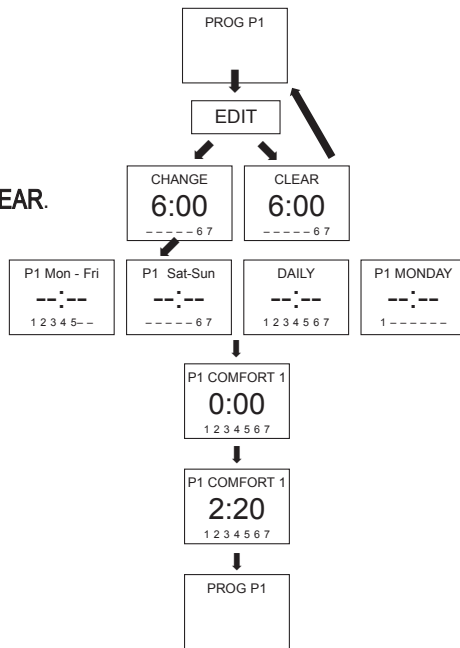 PROG P1
EDIT
CHANGE
6:00
– – – – – 6 7
CLEAR
6:00
– – – – – 6 7
EAR.
P1 Mon - Fri
--:--
1 2 3 4 5– –
P1 Sat-Sun
--:--
– – – – – 6 7
DAILY
--:--
1 2 3 4 5 6 7
P1 MONDAY
--:--
1 – – – – – –
P1 COMFORT 1
0:00
1 2 3 4 5 6 7
P1 COMFORT 1
2:20
1 2 3 4 5 6 7
PROG P1